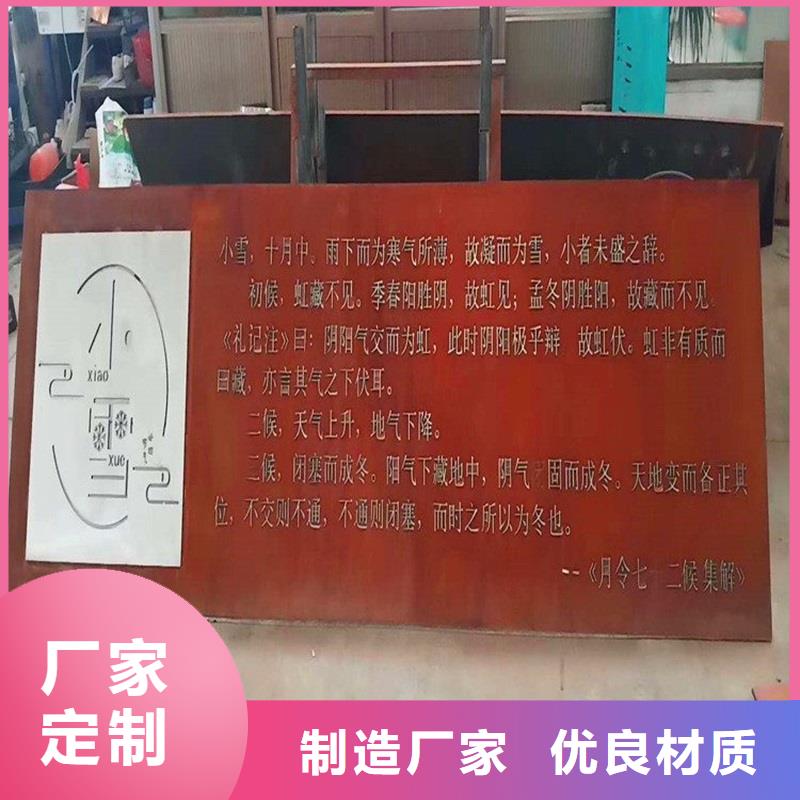 小雪，十月中。雨下而为寒气所薄，故凝而为雪，小者未盛之辞。
初候，虹藏不见。季春阳胜阴，故虹见；孟冬阴胜阳，故藏而不见。
《礼记注》曰：阴阳气交而为虹，此时阴阳极乎辩 故虹伏。虹非有质而
曰藏，亦言其气之下伏耳。
二候，天气上升，地气下降。
三候，闭塞而成冬。阳气下藏地中，阴气 固而成冬。天地变而各正其
位，不交则不通，不通则闭塞，而时之所以为冬也。
--《月令七十二候集解》
小
xiao
雪
xue
厂家
定制
制造厂家 优良材质